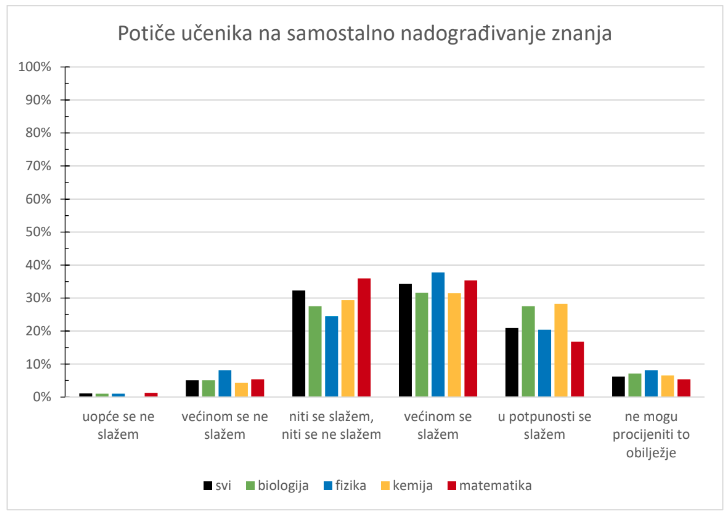 Potiče učenika na samostalno nadograđivanje znanja
100%
90%
80%
70%
60%
50%
40%
30%
20%
10%
0%
uopće se ne
slažem
većinom se ne
slažem
niti se slažem,
niti se ne slažem
većinom se
slažem
u potpunosti se
slažem
ne mogu
procijeniti to
obilježje
svi biologija fizika kemija matematika